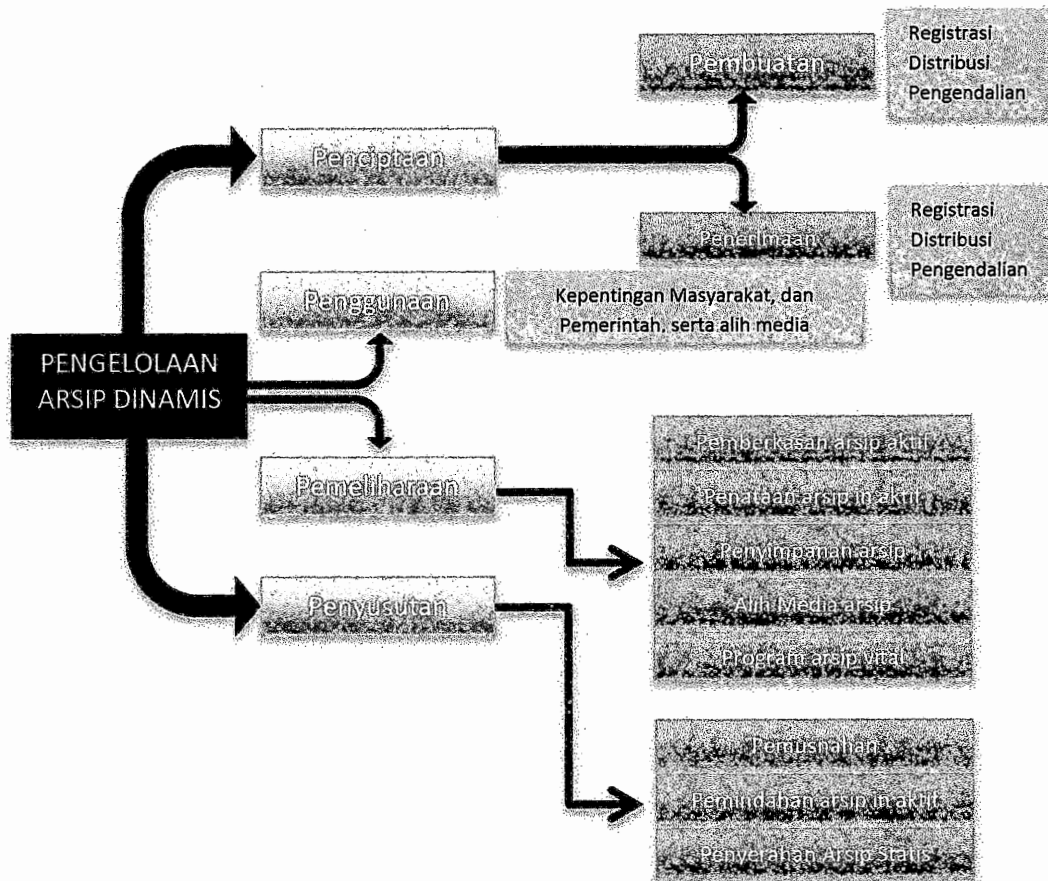 Pembuatan
Registrasi
Distribusi
Pengendalian
Penciptaan
Penerimaan
Registrasi
Distribusi
Pengendalian
Penggunaan
Kepentingan Masyarakat, dan
Pemerintah. serta alih media
PENGELOLAAN
ARSIP DINAMIS
Pemeliharaan
Pemberkasan arsip aktif
Penataan arsip in aktif
Penyimpanan arsip
Alih Media arsip
Program arsip vital
Penyusutan
Pemusnahan
Pemindahan arsip in aktif
Penyerahan Arsip Statis